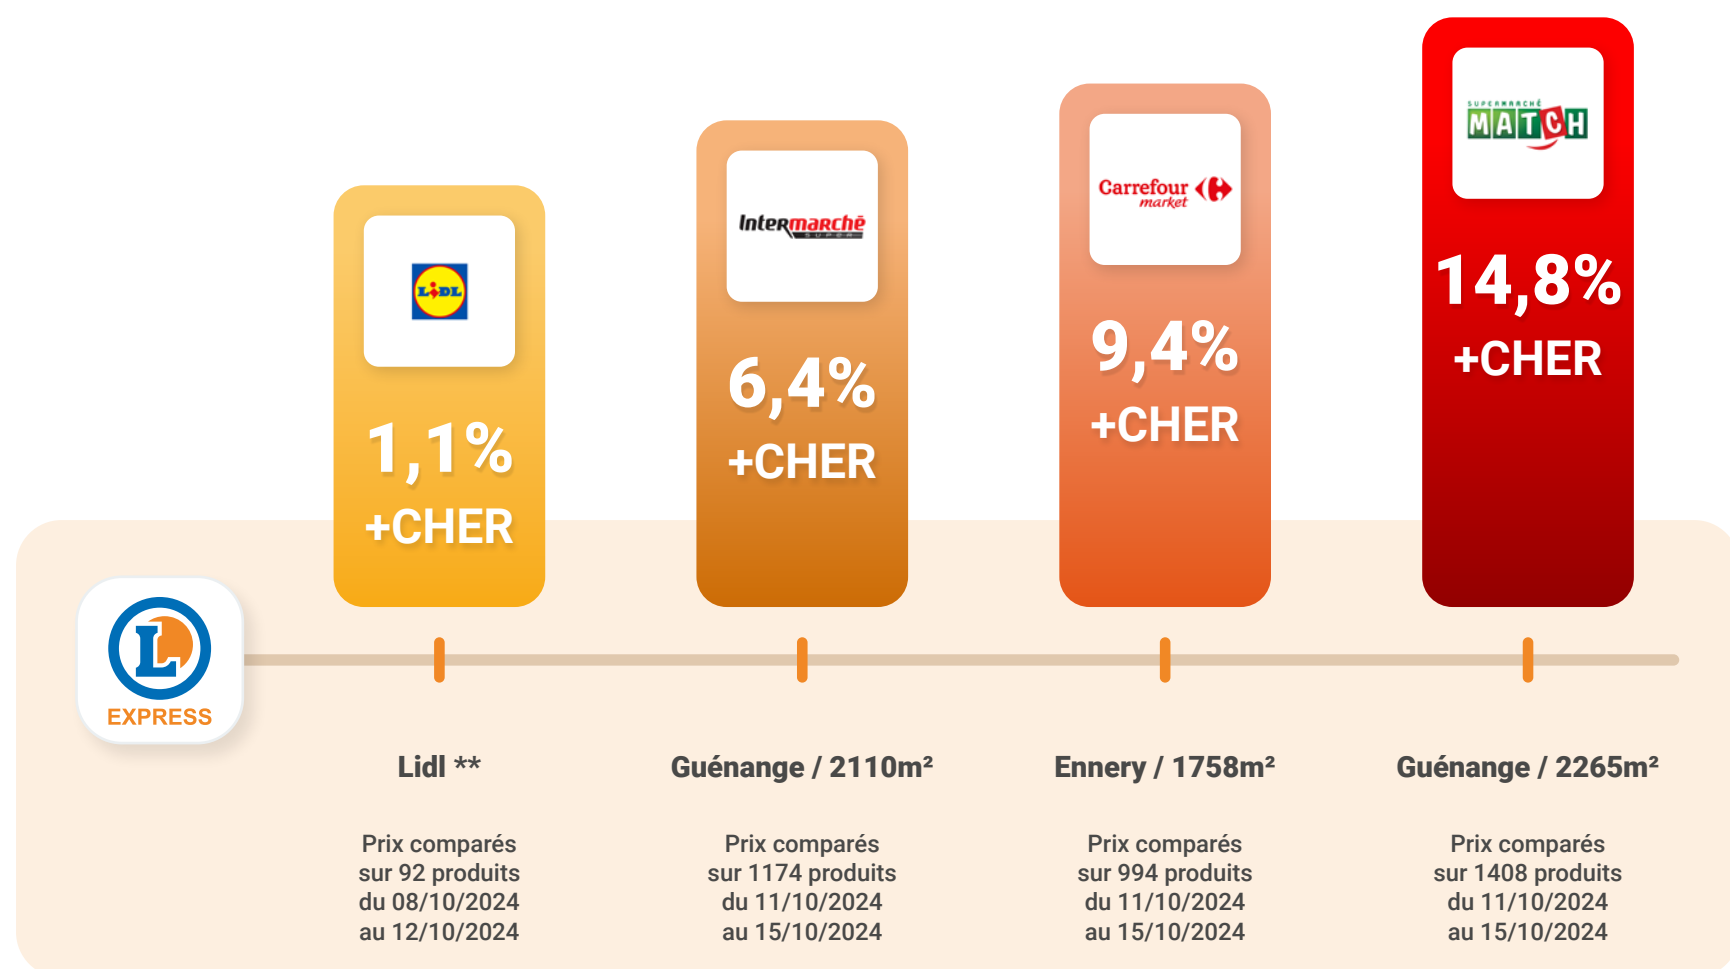 LIDL
1,1%
+CHER
Intermarchē
SUPER
6,4%
+CHER
Carrefour
market
9,4%
+CHER
SUPERMARCHÉ
MATCH
14,8%
+CHER
L
EXPRESS
Lidl **
Prix comparés
sur 92 produits
du 08/10/2024
au 12/10/2024
Guénange / 2110m²
Prix comparés
sur 1174 produits
du 11/10/2024
au 15/10/2024
Ennery / 1758m²
Prix comparés
sur 994 produits
du 11/10/2024
au 15/10/2024
Guénange / 2265m²
Prix comparés
sur 1408 produits
du 11/10/2024
au 15/10/2024